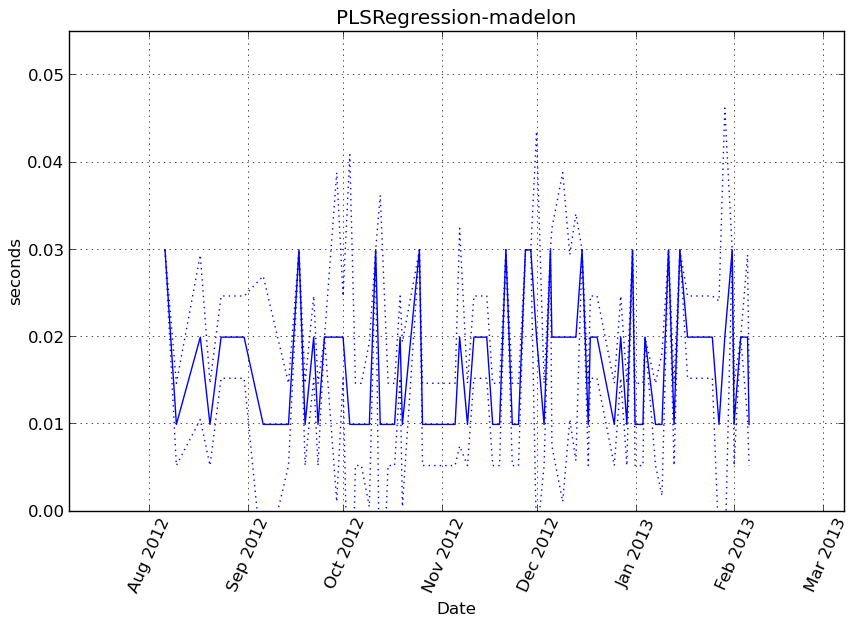 PLSRegression-madelon
seconds
0.05
0.04
0.03
0.02
0.01
0.00
Aug 2012
Sep 2012
Oct 2012
Nov 2012
Dec 2012
Jan 2013
Feb 2013
Mar 2013
Date